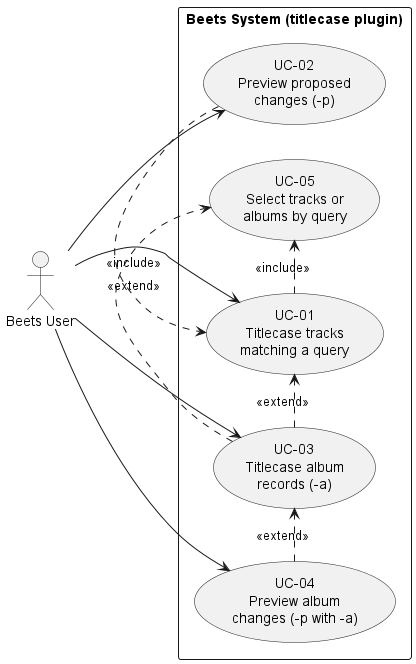 Beets System (titlecase plugin)
UC-02
Preview proposed
changes (-p)
UC-05
Select tracks or
albums by query
«include»
«include»
«extend»
Beets User
UC-01
Titlecase tracks
matching a query
«extend»
UC-03
Titlecase album
records (-a)
«extend»
UC-04
Preview album
changes (-p with -a)